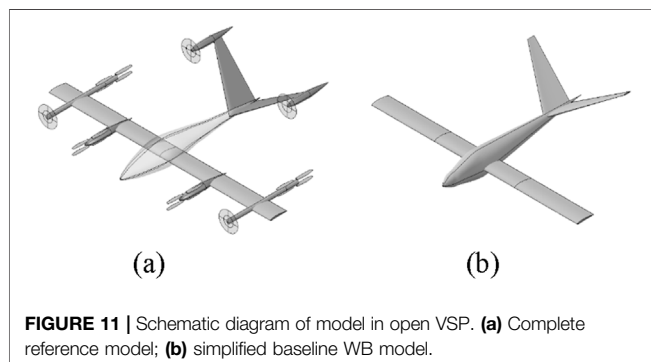 (a) (b)
FIGURE 11 | Schematic diagram of model in open VSP. (a) Complete
reference model; (b) simplified baseline WB model.